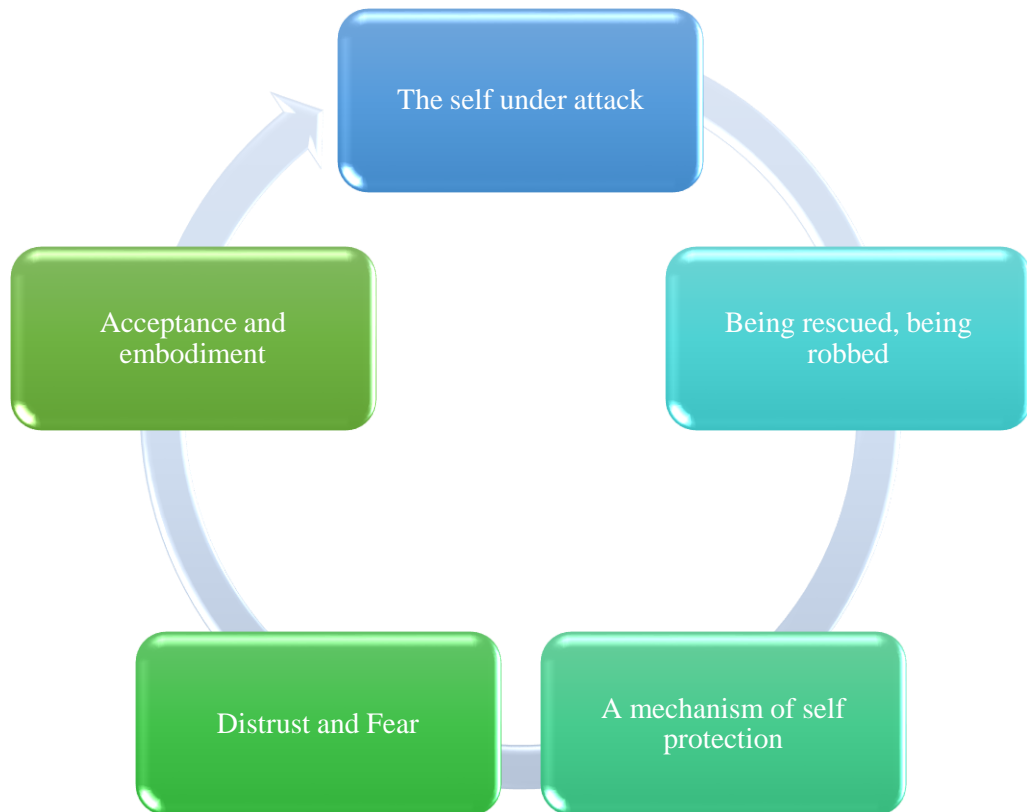 The self under attack
Being rescued, being
robbed
A mechanism of self
protection
Distrust and Fear
Acceptance and
embodiment